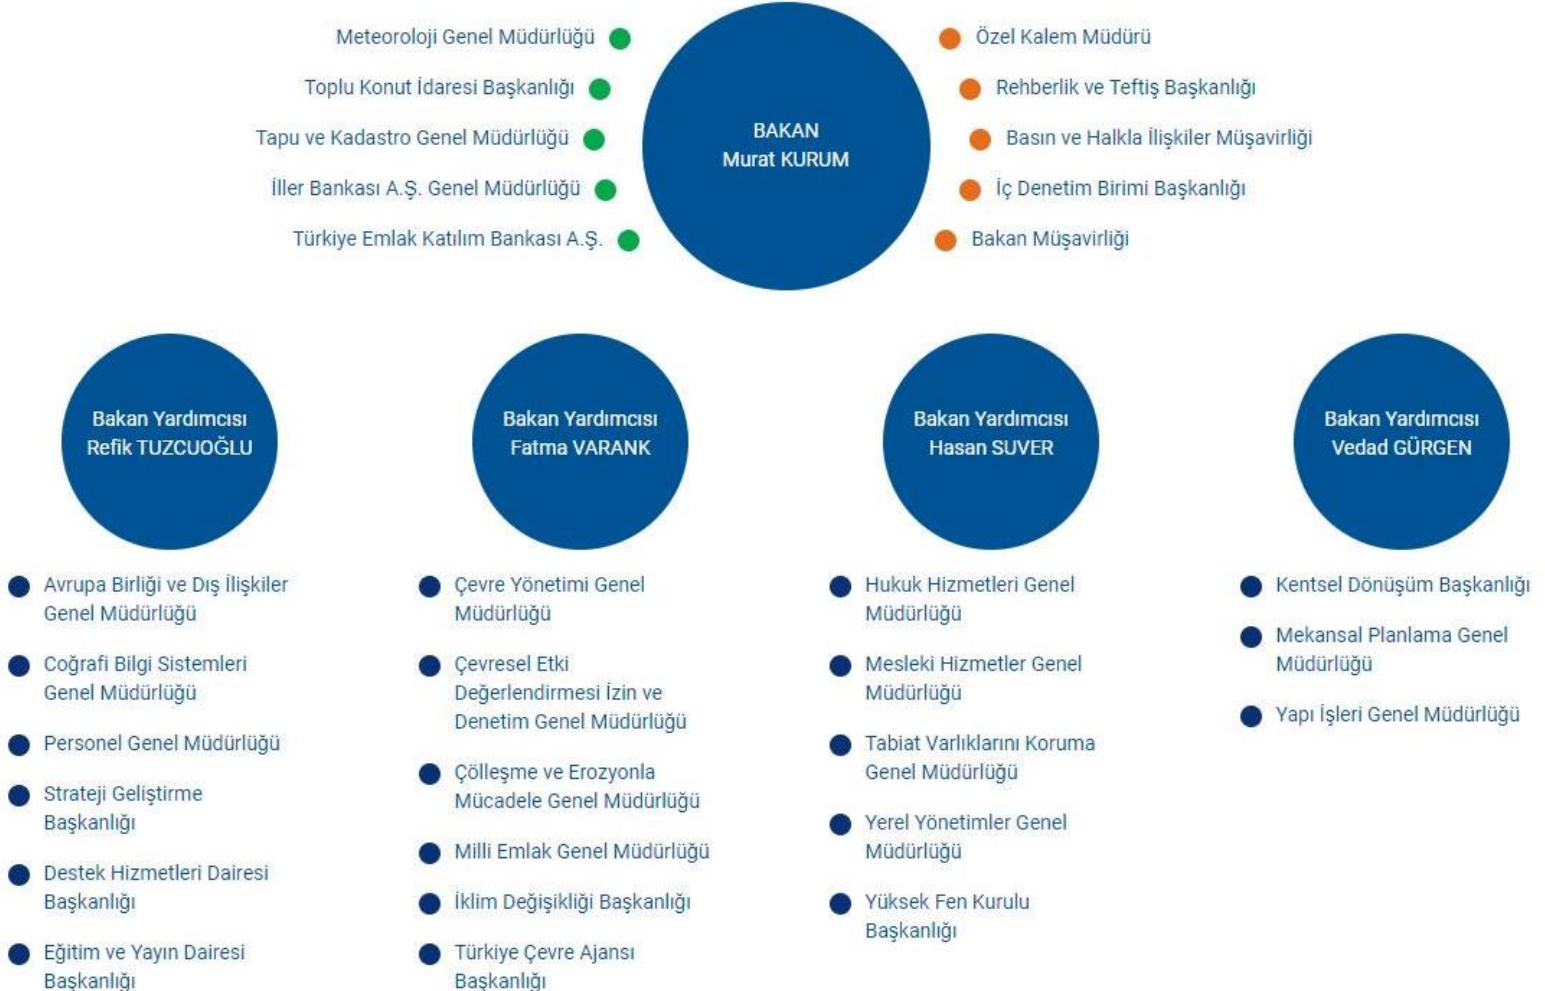 Meteoroloji Genel Müdürlüğü
Toplu Konut İdaresi Başkanlığı
Tapu ve Kadastro Genel Müdürlüğü
İller Bankası A.Ş. Genel Müdürlüğü
Türkiye Emlak Katılım Bankası A.Ş.
BAKAN
Murat KURUM
Özel Kalem Müdürü
Rehberlik ve Teftiş Başkanlığı
Basın ve Halkla İlişkiler Müşavirliği
İç Denetim Birimi Başkanlığı
Bakan Müşavirliği
Bakan Yardımcısı
Refik TUZCUOĞLU
Avrupa Birliği ve Dış İlişkiler
Genel Müdürlüğü
Coğrafi Bilgi Sistemleri
Genel Müdürlüğü
Personel Genel Müdürlüğü
Strateji Geliştirme
Başkanlığı
Destek Hizmetleri Dairesi
Başkanlığı
Eğitim ve Yayın Dairesi
Başkanlığı
Bakan Yardımcısı
Fatma VARANK
Çevre Yönetimi Genel
Müdürlüğü
Çevresel Etki
Değerlendirmesi İzin ve
Denetim Genel Müdürlüğü
Çölleşme ve Erozyonla
Mücadele Genel Müdürlüğü
Milli Emlak Genel Müdürlüğü
İklim Değişikliği Başkanlığı
Türkiye Çevre Ajansı
Başkanlığı
Bakan Yardımcısı
Hasan SUVER
Hukuk Hizmetleri Genel
Müdürlüğü
Mesleki Hizmetler Genel
Müdürlüğü
Tabiat Varlıklarını Koruma
Genel Müdürlüğü
Yerel Yönetimler Genel
Müdürlüğü
Yüksek Fen Kurulu
Başkanlığı
Bakan Yardımcısı
Vedad GÜRGEN
Kentsel Dönüşüm Başkanlığı
Mekansal Planlama Genel
Müdürlüğü
Yapı İşleri Genel Müdürlüğü